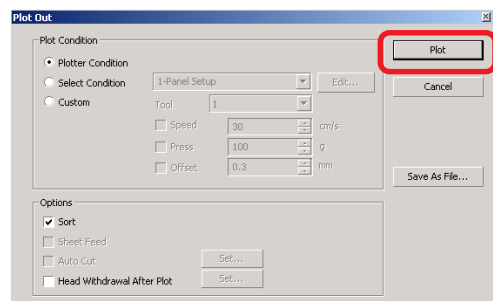 Plot Out
Plot Condition
Plotter Condition
Select Condition 1-Panel Setup Edit...
Custom Tool 1
Speed 30 cm/s
Press 100 g
Offset 0.3 mm
Plot
Cancel
Save As File...
Options
Sort
Sheet Feed
Auto Cut Set...
Head Withdrawal After Plot Set...